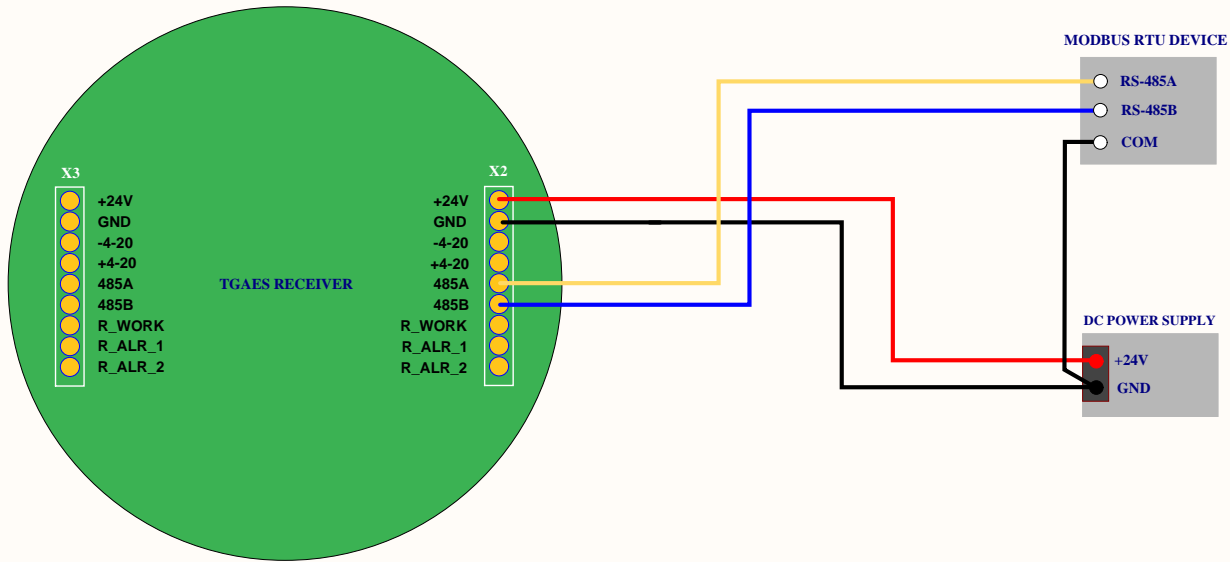 MODBUS RTU DEVICE
RS-485A
RS-485B
COM
X3
+24V
GND
-4-20
+4-20
485A
485B
R_WORK
R_ALR_1
R_ALR_2
TGAES RECEIVER
X2
+24V
GND
-4-20
+4-20
485A
485B
R_WORK
R_ALR_1
R_ALR_2
DC POWER SUPPLY
+24V
GND